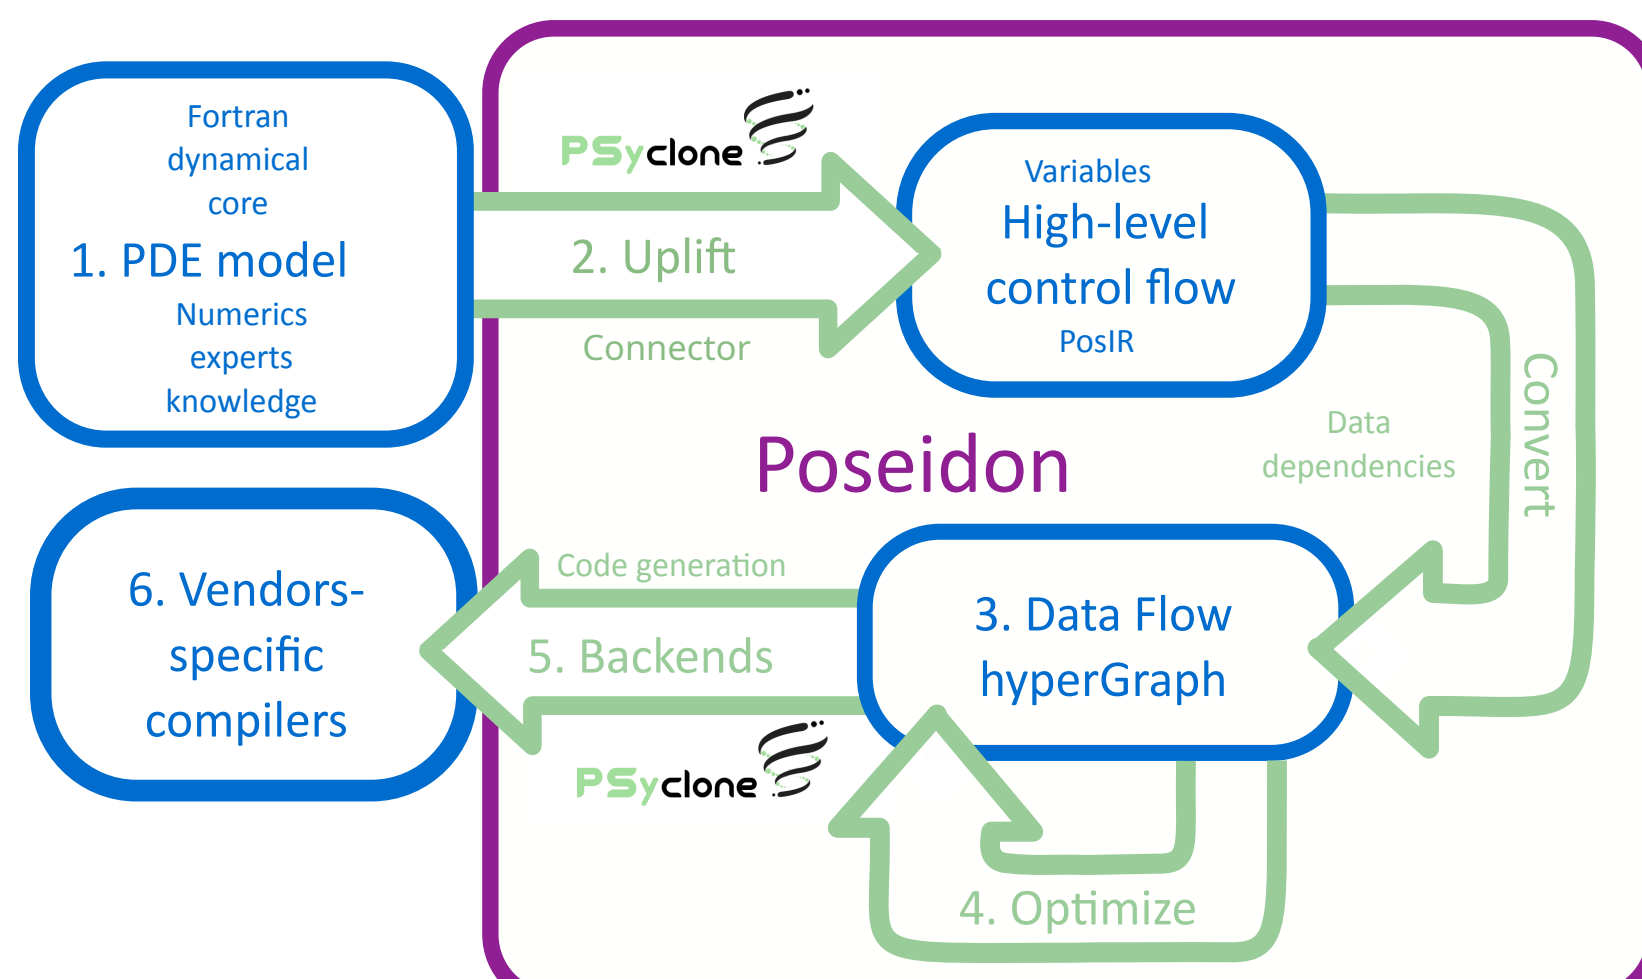 Fortran
dynamical
core
1. PDE model
Numerics
experts
knowledge
PSyclone
2. Uplift
Connector
Variables
High-level
control flow
PosIR
Convert
Data
dependencies
Poseidon
3. Data Flow
hyperGraph
4. Optimize
Code generation
5. Backends
PSyclone
6. Vendors-
specific
compilers